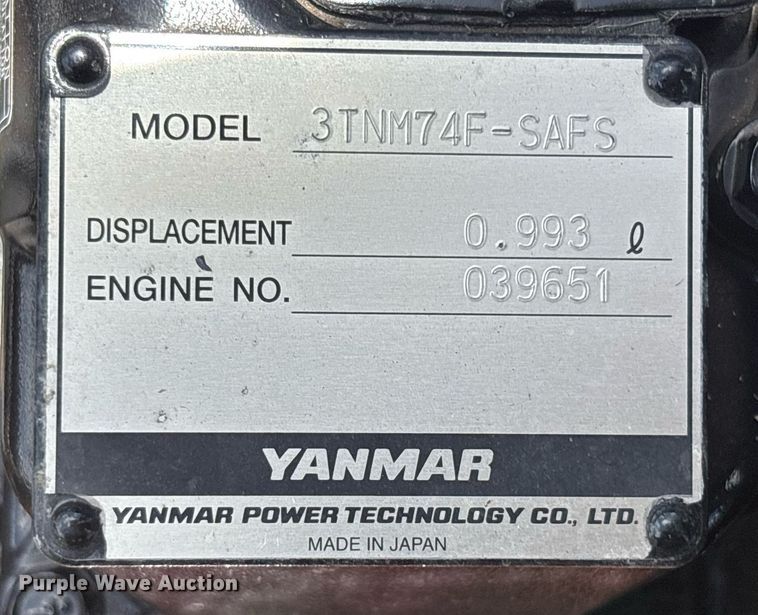 MODEL 3TNM74F-SAFS
DISPLACEMENT 0.993 ℓ
ENGINE NO. 039651
YANMAR
YANMAR POWER TECHNOLOGY CO., LTD.
MADE IN JAPAN
Purple Wave Auction